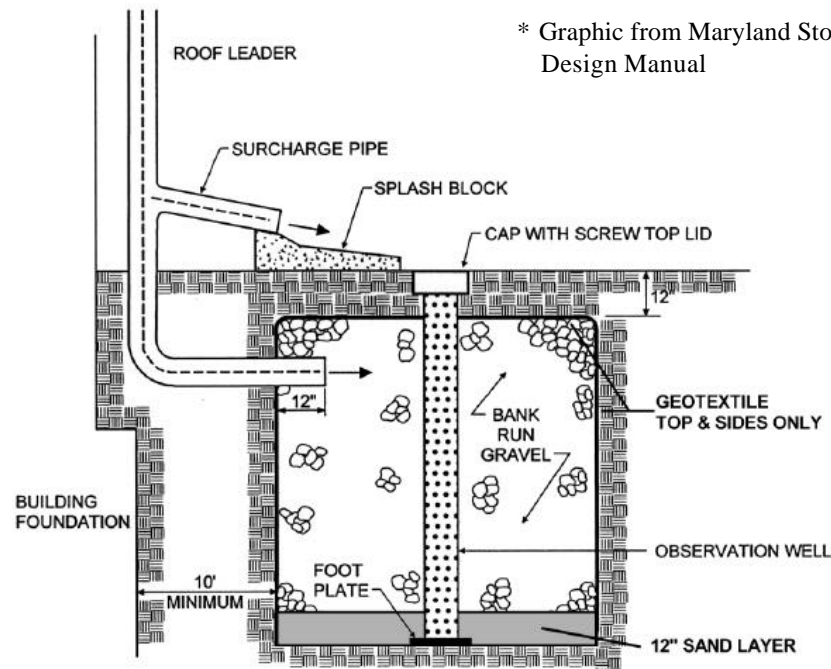 * Graphic from Maryland Sto
Design Manual
ROOF LEADER
SURCHARGE PIPE
SPLASH BLOCK
CAP WITH SCREW TOP LID
12"
12"
GEOTEXTILE
TOP & SIDES ONLY
BANK
RUN
GRAVEL
BUILDING
FOUNDATION
OBSERVATION WELL
FOOT
PLATE
10'
MINIMUM
12" SAND LAYER